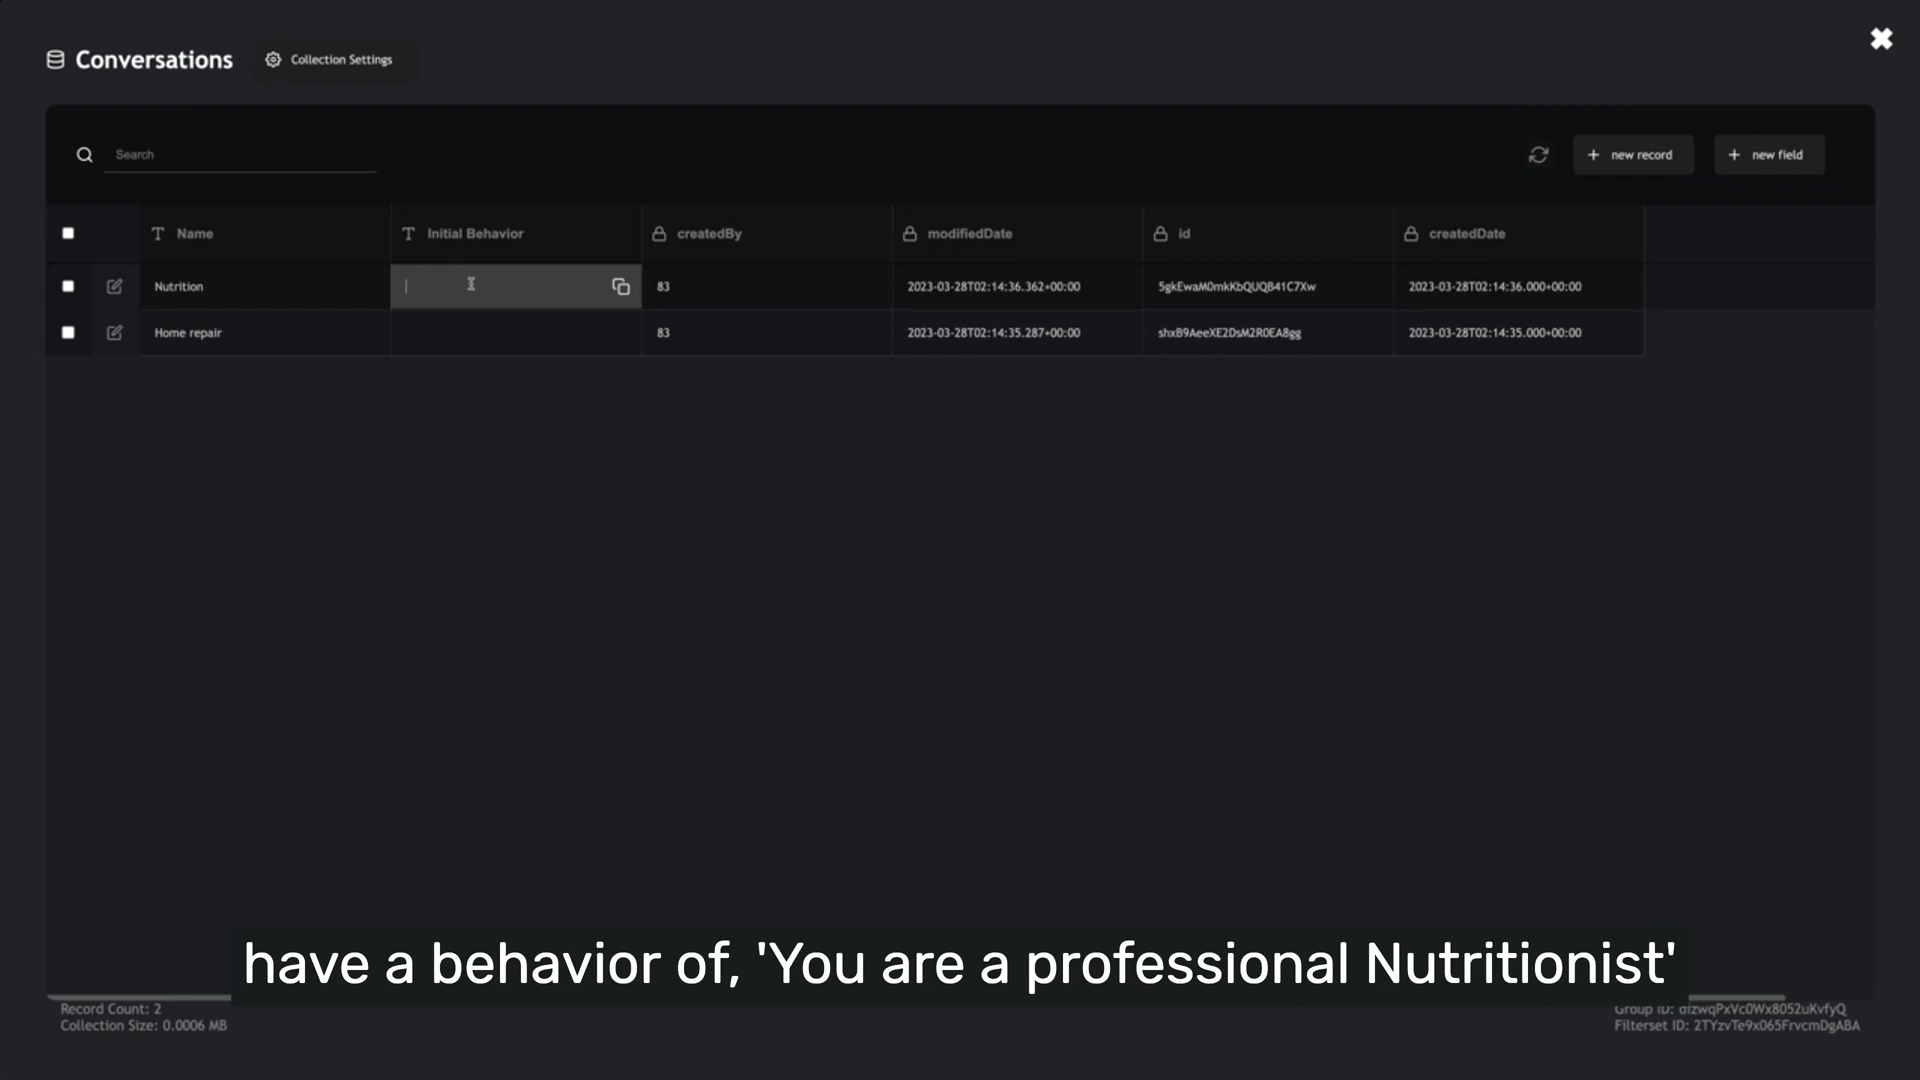 Conversations
Collection Settings
Search
+ new record
+ new field
Name
Initial Behavior
createdBy
modifiedDate
id
createdDate
Nutrition
83
2023-03-28T02:14:36.362+00:00
5gkEwaM0mkKbQUQB41C7Xw
2023-03-28T02:14:36.000+00:00
Home repair
83
2023-03-28T02:14:35.287+00:00
shxB9AeeXE2DsM2R0EA8gg
2023-03-28T02:14:35.000+00:00
have a behavior of, 'You are a professional Nutritionist'
Record Count: 2
Collection Size: 0.0006 MB
Group ID: dIzwqPxVc0Wx8052uKvfyQ
Filterset ID: 2TYzvTe9x065FrvcmDgABA